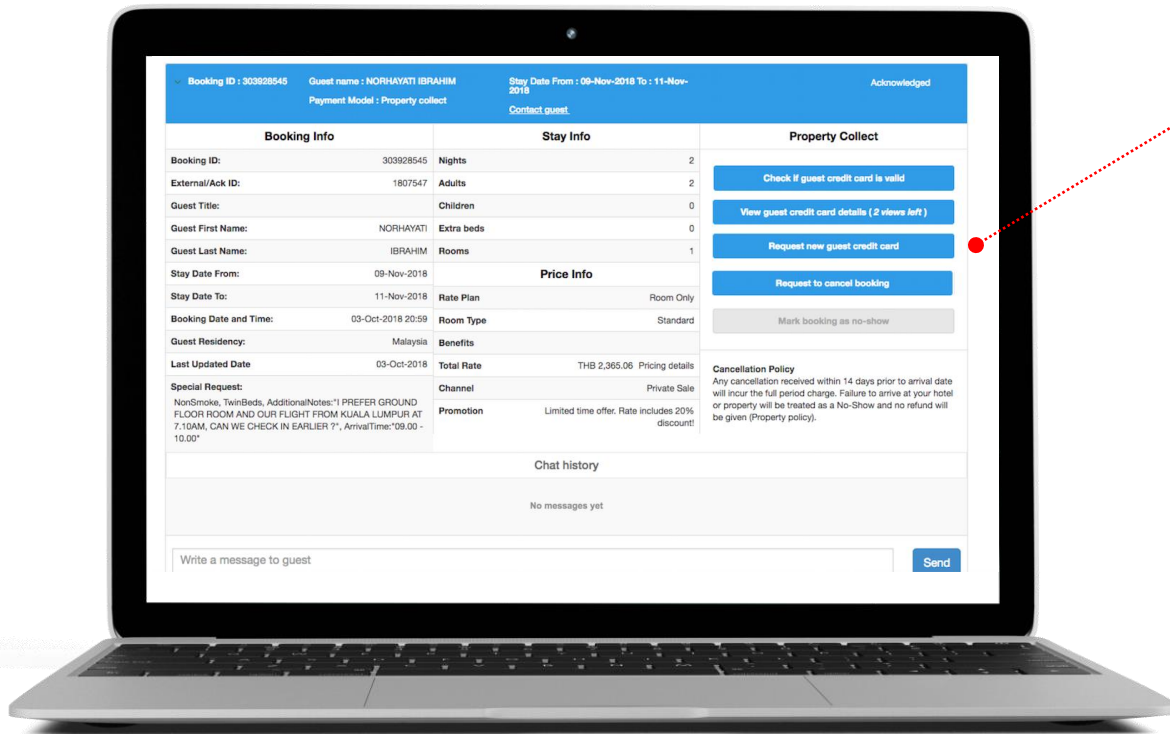 Booking ID : 303928545
Guest name : NORHAYATI IBRAHIM
Payment Model : Property collect
Stay Date From : 09-Nov-2018 To : 11-Nov-
2018
Contact guest
Acknowledged
Booking Info
Booking ID: 303928545
External/Ack ID: 1807547
Guest Title:
Guest First Name: NORHAYATI
Guest Last Name: IBRAHIM
Stay Date From: 09-Nov-2018
Stay Date To: 11-Nov-2018
Booking Date and Time: 03-Oct-2018 20:59
Guest Residency: Malaysia
Last Updated Date 03-Oct-2018
Special Request:
NonSmoke, TwinBeds, AdditionalNotes:"I PREFER GROUND
FLOOR ROOM AND OUR FLIGHT FROM KUALA LUMPUR AT
7.10AM, CAN WE CHECK IN EARLIER ?", ArrivalTime:"09.00 -
10.00"
Stay Info
Nights 2
Adults 2
Children 0
Extra beds 0
Rooms 1
Price Info
Rate Plan Room Only
Room Type Standard
Benefits
Total Rate THB 2,365.06 Pricing details
Channel Private Sale
Promotion Limited time offer. Rate includes 20%
discount!
Property Collect
Check if guest credit card is valid
View guest credit card details ( 2 views left )
Request new guest credit card
Request to cancel booking
Mark booking as no-show
Cancellation Policy
Any cancellation received within 14 days prior to arrival date
will incur the full period charge. Failure to arrive at your hotel
or property will be treated as a No-Show and no refund will
be given (Property policy).
Chat history
No messages yet
Write a message to guest
Send